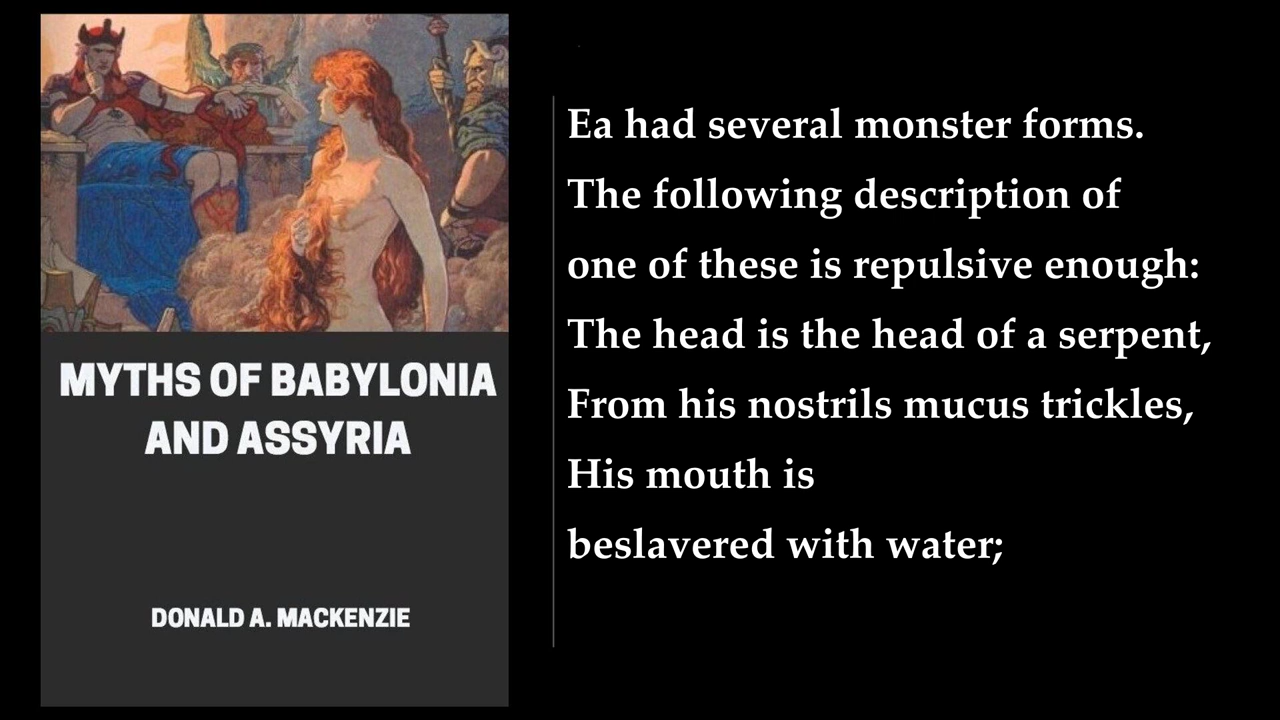 MYTHS OF BABYLONIA
AND ASSYRIA
DONALD A. MACKENZIE
Ea had several monster forms.
The following description of
one of these is repulsive enough:
The head is the head of a serpent,
From his nostrils mucus trickles,
His mouth is
beslavered with water;